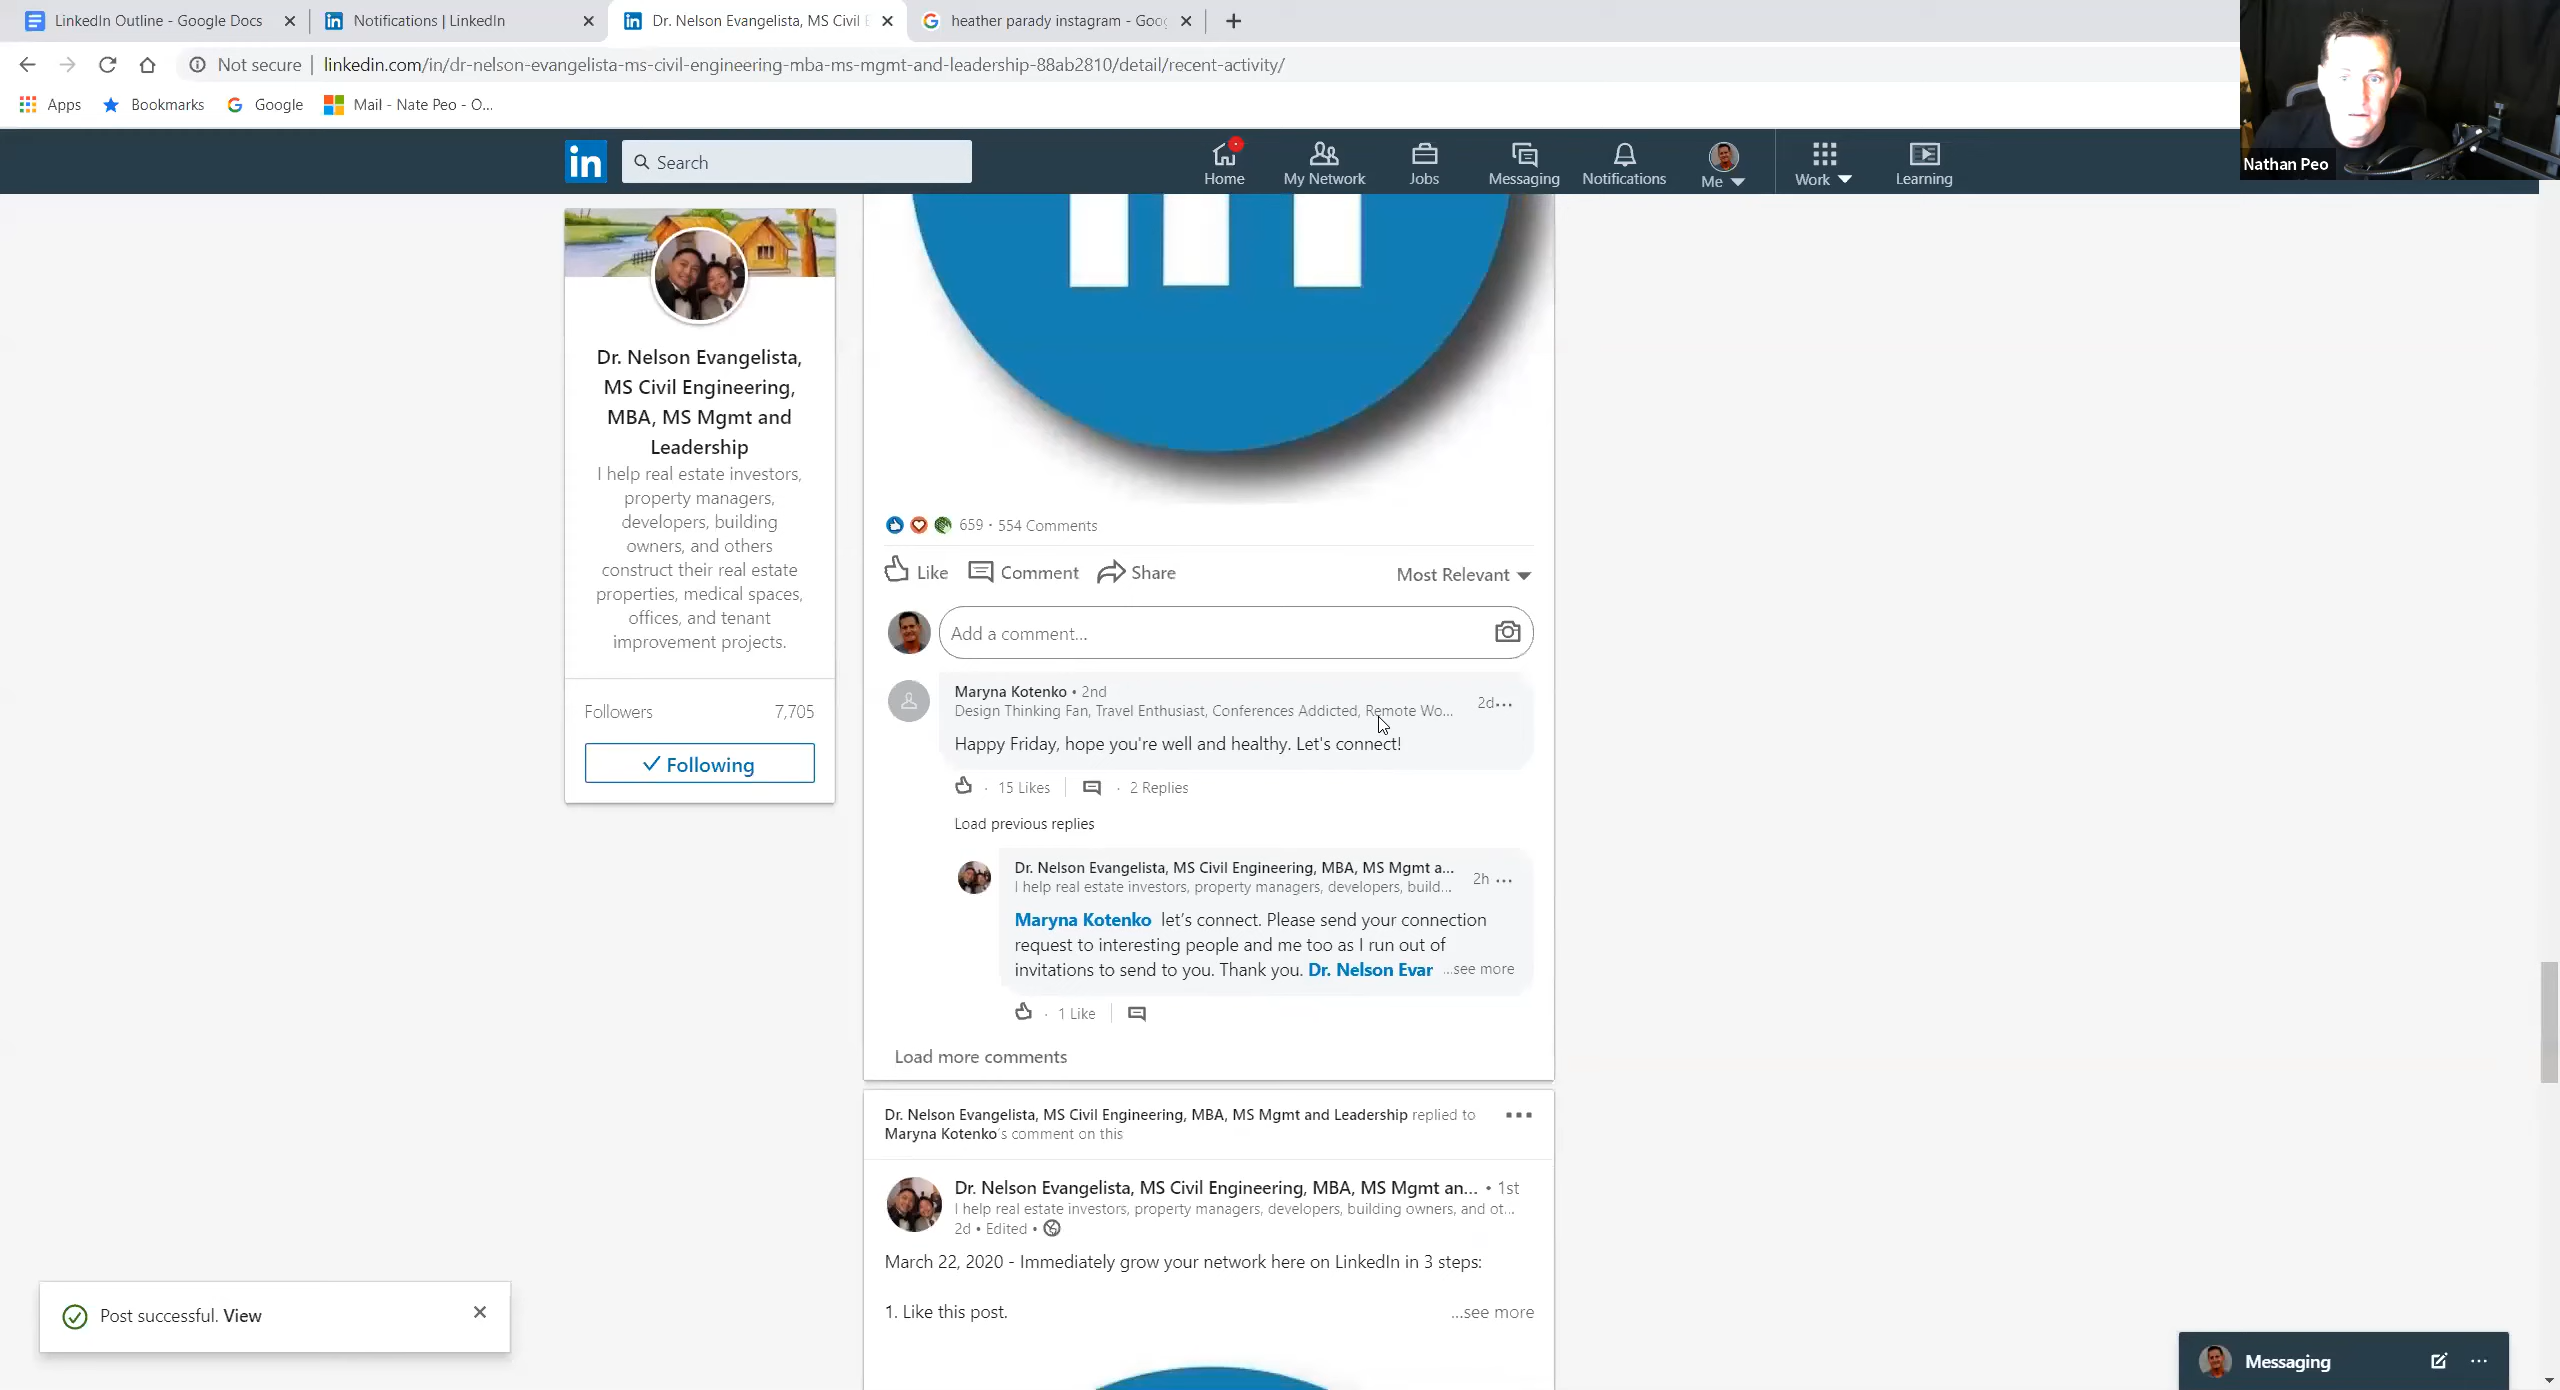 LinkedIn Outline - Google Docs
Notifications | LinkedIn
Dr. Nelson Evangelista, MS Civil E
heather parady instagram - Goog
Not secure | linkedin.com/in/dr-nelson-evangelista-ms-civil-engineering-mba-ms-mgmt-and-leadership-88ab2810/detail/recent-activity/
Apps Bookmarks Google Mail - Nate Peo - O...
Nathan Peo
in Search Home My Network Jobs Messaging Notifications Me Work Learning
Dr. Nelson Evangelista,
MS Civil Engineering,
MBA, MS Mgmt and
Leadership
I help real estate investors,
property managers,
developers, building
owners, and others
construct their real estate
properties, medical spaces,
offices, and tenant
improvement projects.
Followers 7,705
Following
659 · 554 Comments
Like Comment Share Most Relevant
Add a comment...
Maryna Kotenko • 2nd
Design Thinking Fan, Travel Enthusiast, Conferences Addicted, Remote Wo... 2d...
Happy Friday, hope you're well and healthy. Let's connect!
· 15 Likes · 2 Replies
Load previous replies
Dr. Nelson Evangelista, MS Civil Engineering, MBA, MS Mgmt a...
I help real estate investors, property managers, developers, build... 2h ...
Maryna Kotenko let's connect. Please send your connection
request to interesting people and me too as I run out of
invitations to send to you. Thank you. Dr. Nelson Evar ...see more
· 1 Like
Load more comments
Dr. Nelson Evangelista, MS Civil Engineering, MBA, MS Mgmt and Leadership replied to
Maryna Kotenko's comment on this
Dr. Nelson Evangelista, MS Civil Engineering, MBA, MS Mgmt an... • 1st
I help real estate investors, property managers, developers, building owners, and ot...
2d • Edited •
March 22, 2020 - Immediately grow your network here on LinkedIn in 3 steps:
1. Like this post. ...see more
Post successful. View
Messaging